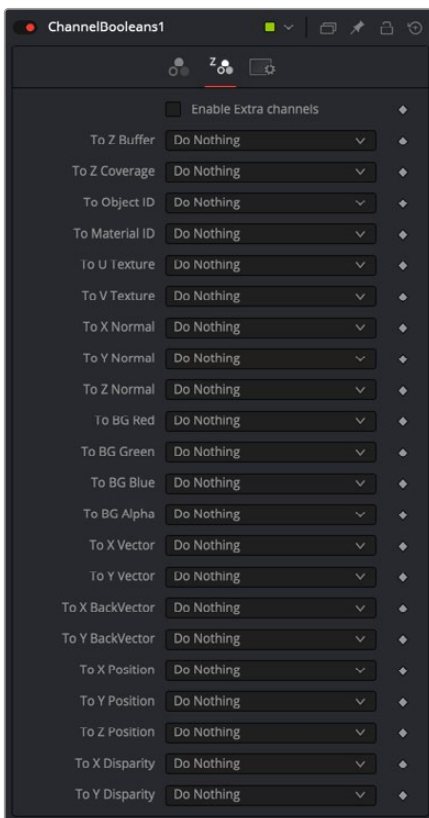 ChannelBooleans1
Z
Enable Extra channels
To Z Buffer Do Nothing
To Z Coverage Do Nothing
To Object ID Do Nothing
To Material ID Do Nothing
To U Texture Do Nothing
To V Texture Do Nothing
To X Normal Do Nothing
To Y Normal Do Nothing
To Z Normal Do Nothing
To BG Red Do Nothing
To BG Green Do Nothing
To BG Blue Do Nothing
To BG Alpha Do Nothing
To X Vector Do Nothing
To Y Vector Do Nothing
To X BackVector Do Nothing
To Y BackVector Do Nothing
To X Position Do Nothing
To Y Position Do Nothing
To Z Position Do Nothing
To X Disparity Do Nothing
To Y Disparity Do Nothing